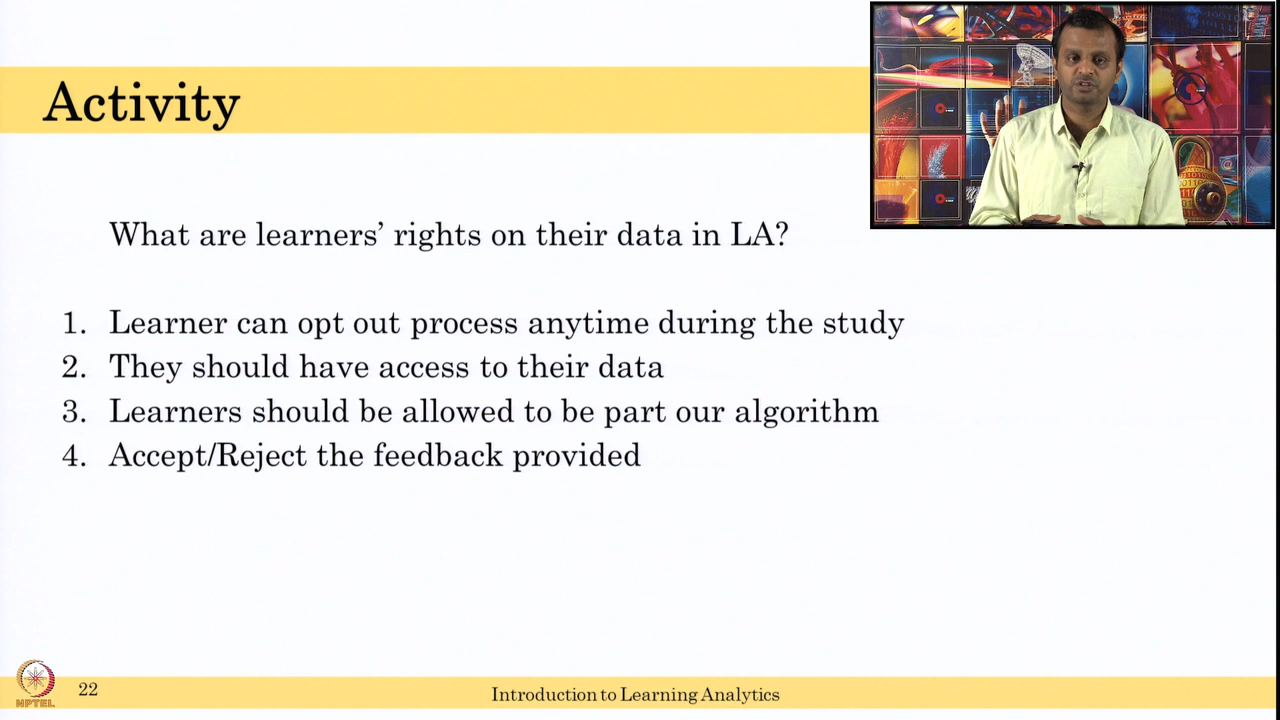 Activity
What are learners’ rights on their data in LA?
1. Learner can opt out process anytime during the study
2. They should have access to their data
3. Learners should be allowed to be part our algorithm
4. Accept/Reject the feedback provided
NPTEL
22
Introduction to Learning Analytics